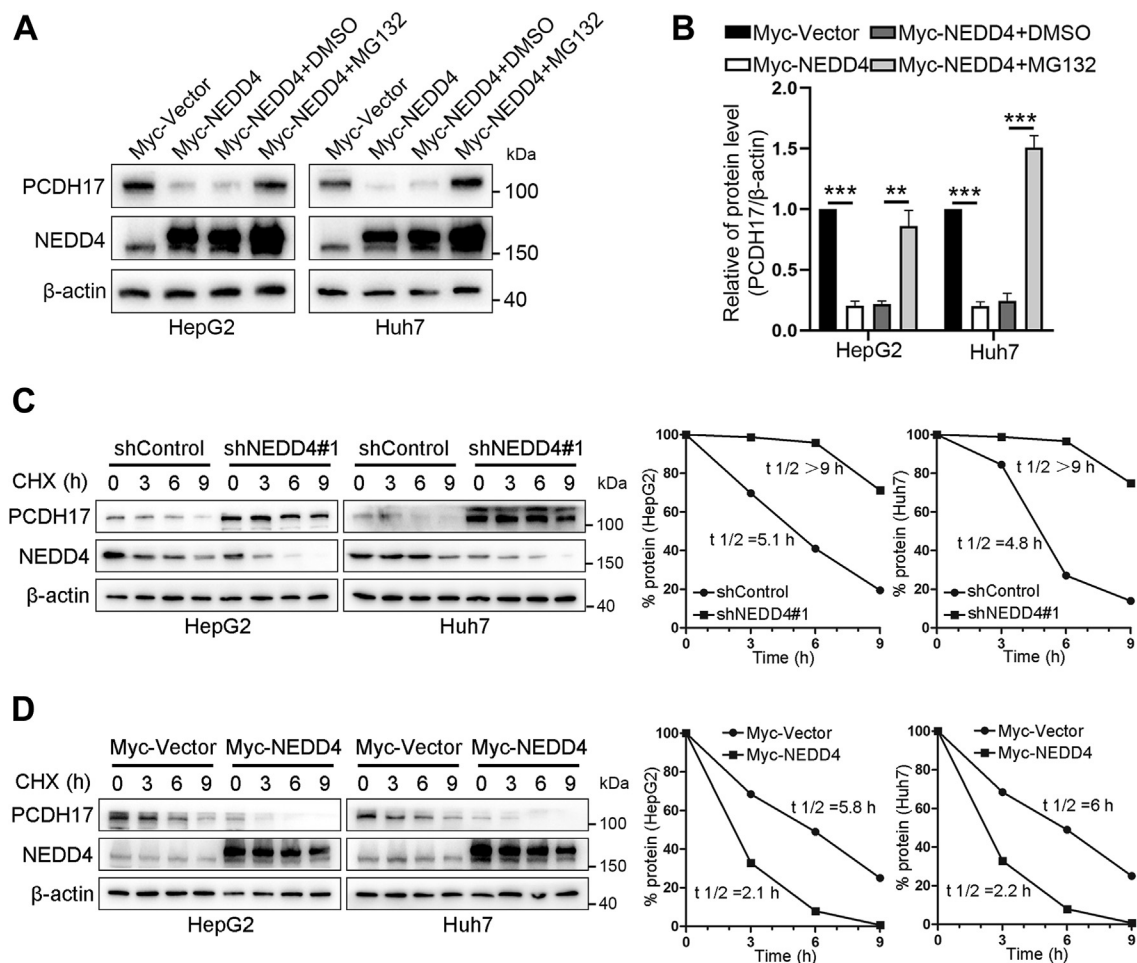 A
Myc-Vector
Myc-NEDD4
Myc-NEDD4+DMSO
Myc-NEDD4+MG132
Myc-Vector
Myc-NEDD4
Myc-NEDD4+DMSO
Myc-NEDD4+MG132
kDa
PCDH17
100
NEDD4
150
β-actin
40
HepG2 Huh7
B
Myc-Vector Myc-NEDD4+DMSO
Myc-NEDD4 Myc-NEDD4+MG132
Relative of protein level
(PCDH17/β-actin)
2.0
1.5
1.0
0.5
0.0
*** ** *** ***
HepG2 Huh7
C
shControl shNEDD4#1 shControl shNEDD4#1
CHX (h) 0 3 6 9 0 3 6 9 0 3 6 9 0 3 6 9 kDa
PCDH17 100
NEDD4 150
β-actin 40
HepG2 Huh7
% protein (HepG2)
100
80
60
40
20
0
t 1/2 >9 h
t 1/2 =5.1 h
shControl
shNEDD4#1
0 3 6 9
Time (h)
% protein (Huh7)
100
80
60
40
20
0
t 1/2 >9 h
t 1/2 =4.8 h
shControl
shNEDD4#1
0 3 6 9
Time (h)
D
Myc-Vector Myc-NEDD4 Myc-Vector Myc-NEDD4
CHX (h) 0 3 6 9 0 3 6 9 0 3 6 9 0 3 6 9 kDa
PCDH17 100
NEDD4 150
β-actin 40
HepG2 Huh7
% protein (HepG2)
100
80
60
40
20
0
Myc-Vector
Myc-NEDD4
t 1/2 =5.8 h
t 1/2 =2.1 h
0 3 6 9
Time (h)
% protein (Huh7)
100
80
60
40
20
0
Myc-Vector
Myc-NEDD4
t 1/2 =6 h
t 1/2 =2.2 h
0 3 6 9
Time (h)